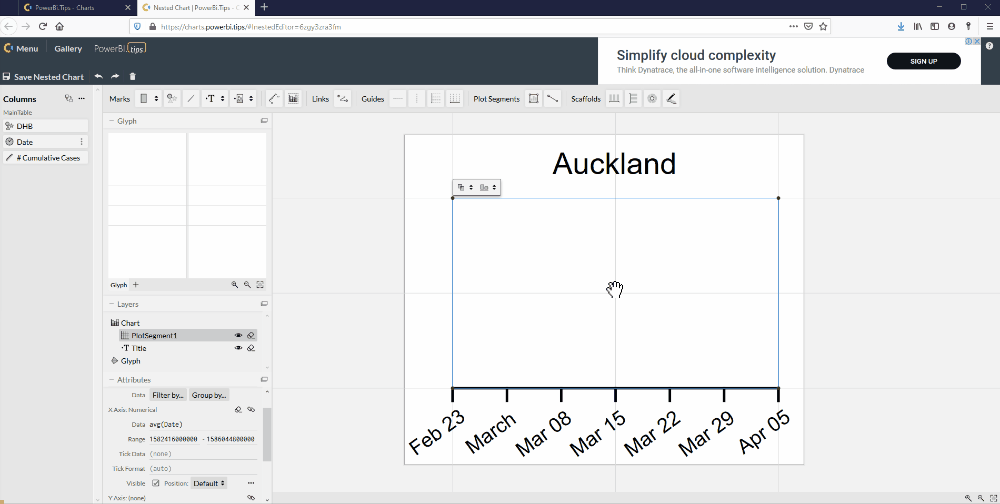 PowerBi.Tips - Charts
Nested Chart | PowerBi.Tips - Ch
https://charts.powerbi.tips/#!nestedEditor=6zgy3zra3fm
Menu
Gallery
PowerBI.tips
Simplify cloud complexity
Think Dynatrace, the all-in-one software intelligence solution. Dynatrace
SIGN UP
Save Nested Chart
Columns
MainTable
DHB
Date
# Cumulative Cases
Marks
Links
Guides
Plot Segments
Scaffolds
Glyph
Glyph
Layers
Chart
PlotSegment1
Title
Glyph
Attributes
Data
Filter by...
Group by...
X Axis: Numerical
Data avg(Date)
Range 1582416000000 - 1586044800000
Tick Data (none)
Tick Format (auto)
Visible
Position: Default
Y Axis: (none)
Auckland
Feb 23
March
Mar 08
Mar 15
Mar 22
Mar 29
Apr 05